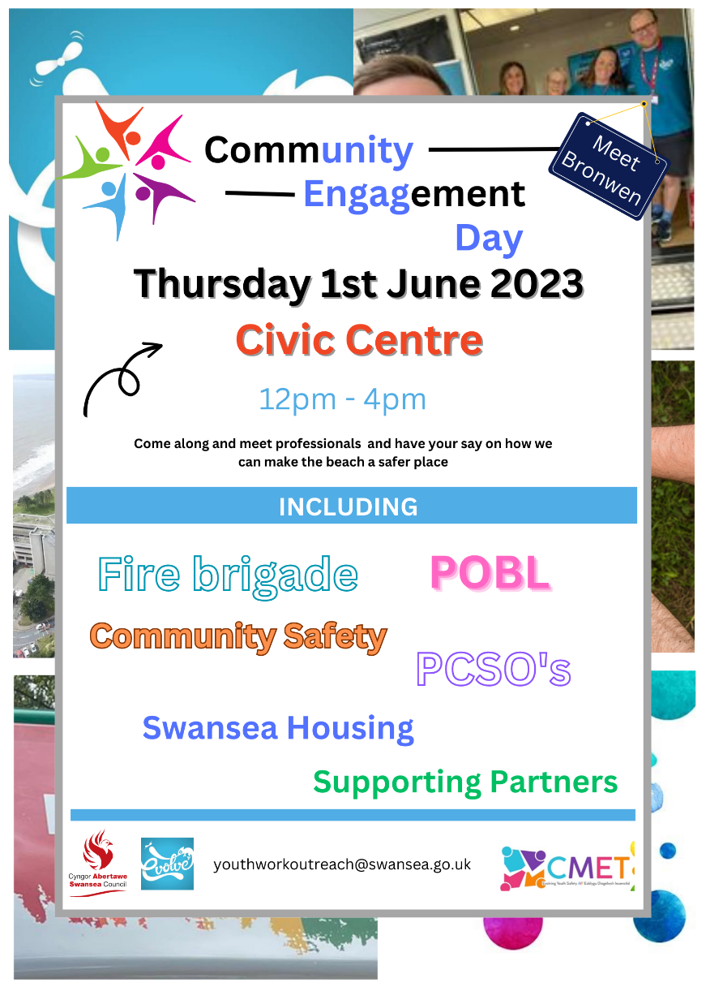 Community
Meet
Bronwen
Engagement
Day
Thursday 1st June 2023
Civic Centre
12pm - 4pm
Come along and meet professionals and have your say on how we
can make the beach a safer place
INCLUDING
Fire brigade
POBL
Community Safety
PCSO's
Swansea Housing
Supporting Partners
Cyngor Abertawe
Swansea Council
evolve
youthworkoutreach@swansea.go.uk
CMET